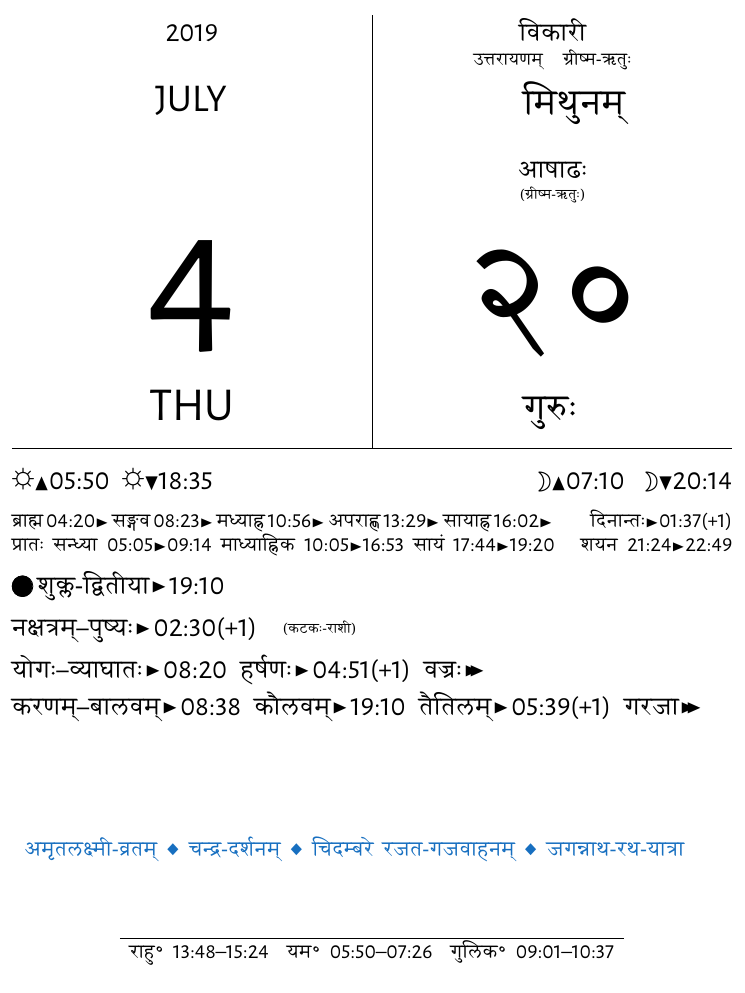 2019
JULY
4
THU
विकारी
उत्तरायणम् ग्रीष्म-ऋतुः
मिथुनम्
आषाढः
(ग्रीष्म-ऋतुः)
२०
गुरुः
☼▲05:50 ☼▼18:35 ☽▲07:10 ☽▼20:14
ब्राह्म 04:20► सङ्गव 08:23► मध्याह्न 10:56► अपराह्ण 13:29► सायाह्न 16:02► दिनान्तः►01:37(+1)
प्रातः सन्ध्या 05:05►09:14 माध्याह्निक 10:05►16:53 सायं 17:44►19:20 शयन 21:24►22:49
●शुक्ल-द्वितीया►19:10
नक्षत्रम्–पुष्यः► 02:30(+1) (कटकः-राशी)
योगः–व्याघातः► 08:20 हर्षणः► 04:51(+1) वज्रः►►
करणम्–बालवम्►08:38 कौलवम्►19:10 तैतिलम्►05:39(+1) गरजा►►
अमृतलक्ष्मी-व्रतम् ◆ चन्द्र-दर्शनम् ◆ चिदम्बरे रजत-गजवाहनम् ◆ जगन्नाथ-रथ-यात्रा
राहु॰ 13:48–15:24 यम॰ 05:50–07:26 गुलिक॰ 09:01–10:37